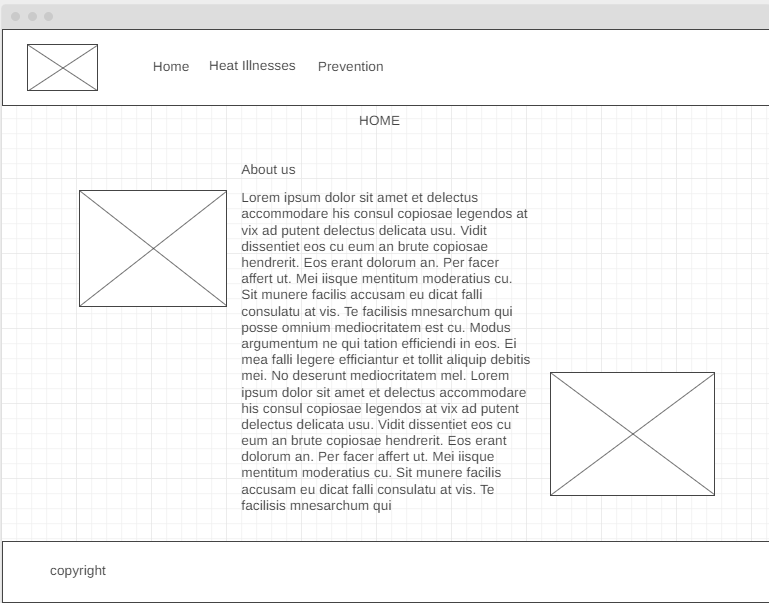 Home Heat Illnesses Prevention
HOME
About us
Lorem ipsum dolor sit amet et delectus
accommodare his consul copiosae legendos at
vix ad putent delectus delicata usu. Vidit
dissentiet eos cu eum an brute copiosae
hendrerit. Eos erant dolorum an. Per facer
affert ut. Mei iisque mentitum moderatius cu.
Sit munere facilis accusam eu dicat falli
consulatu at vis. Te facilisis mnesarchum qui
posse omnium mediocritatem est cu. Modus
argumentum ne qui tation efficiendi in eos. Ei
mea falli legere efficiantur et tollit aliquip debitis
mei. No deserunt mediocritatem mel. Lorem
ipsum dolor sit amet et delectus accommodare
his consul copiosae legendos at vix ad putent
delectus delicata usu. Vidit dissentiet eos cu
eum an brute copiosae hendrerit. Eos erant
dolorum an. Per facer affert ut. Mei iisque
mentitum moderatius cu. Sit munere facilis
accusam eu dicat falli consulatu at vis. Te
facilisis mnesarchum qui
copyright